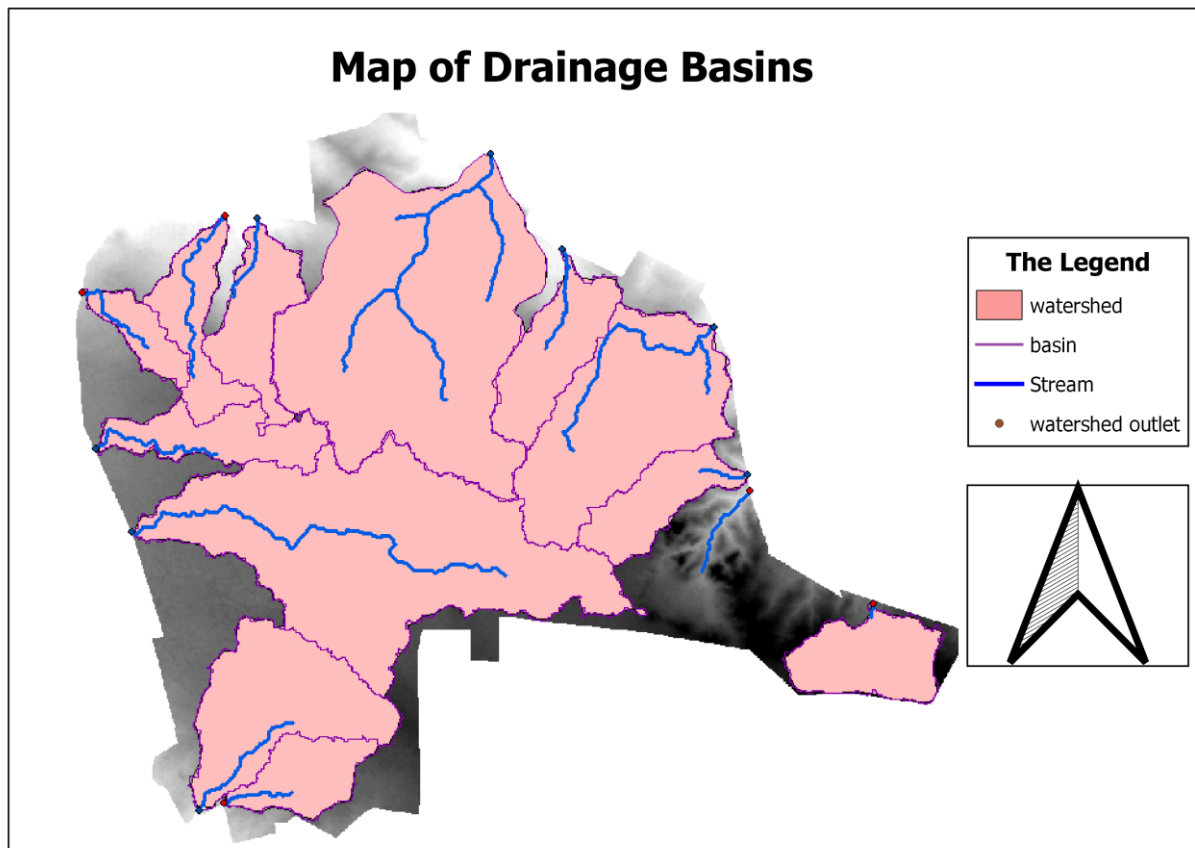 Map of Drainage Basins
The Legend
watershed
basin
Stream
watershed outlet